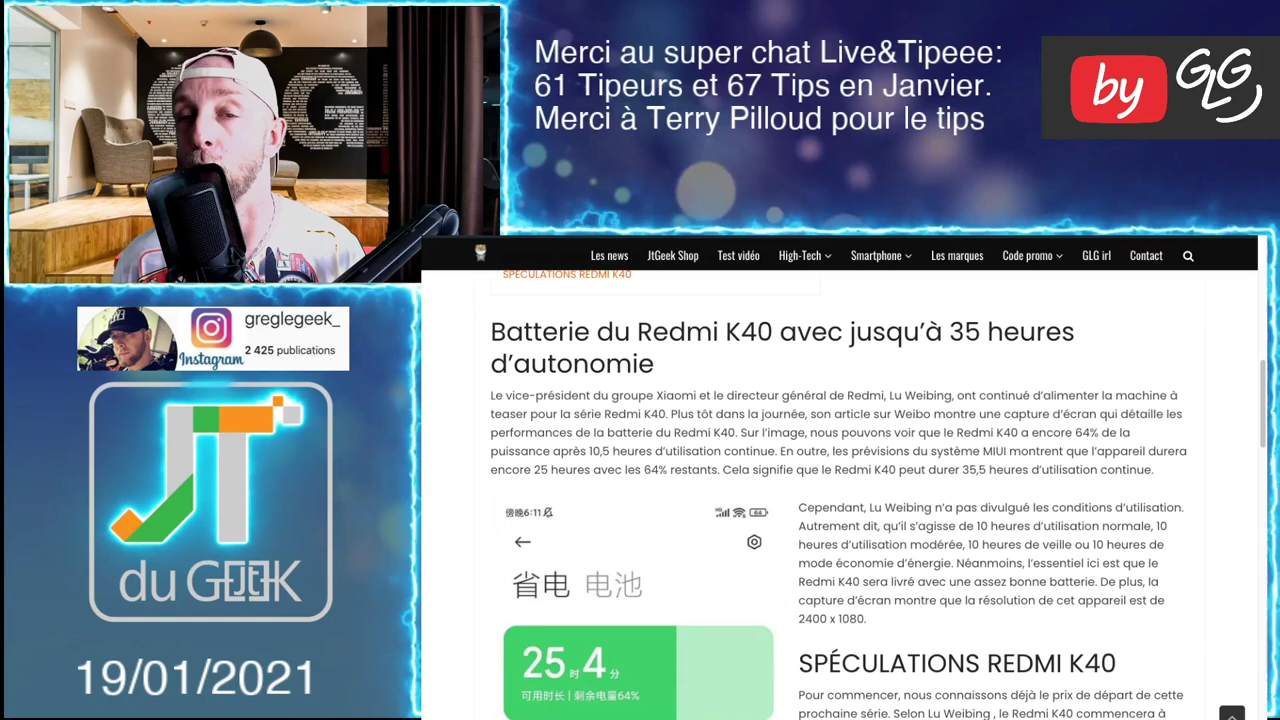 Merci au super chat Live&Tipeee:
61 Tipeurs et 67 Tips en Janvier.
Merci à Terry Pilloud pour le tips
by GLG
greglegeek_
2 425 publications
Instagram
JT
du GEEK
19/01/2021
Les news JtGeek Shop Test vidéo High-Tech Smartphone Les marques Code promo GLG irl Contact
SPÉCULATIONS REDMI K40
Batterie du Redmi K40 avec jusqu’à 35 heures
d’autonomie
Le vice-président du groupe Xiaomi et le directeur général de Redmi, Lu Weibing, ont continué d’alimenter la machine à
teaser pour la série Redmi K40. Plus tôt dans la journée, son article sur Weibo montre une capture d’écran qui détaille les
performances de la batterie du Redmi K40. Sur l’image, nous pouvons voir que le Redmi K40 a encore 64% de la
puissance après 10,5 heures d’utilisation continue. En outre, les prévisions du système MIUI montrent que l’appareil durera
encore 25 heures avec les 64% restants. Cela signifie que le Redmi K40 peut durer 35,5 heures d’utilisation continue.
傍晚6:11
64
省电 电池
25时4分
可用时长 | 剩余电量64%
Cependant, Lu Weibing n’a pas divulgué les conditions d’utilisation.
Autrement dit, qu’il s’agisse de 10 heures d’utilisation normale, 10
heures d’utilisation modérée, 10 heures de veille ou 10 heures de
mode économie d’énergie. Néanmoins, l’essentiel ici est que le
Redmi K40 sera livré avec une assez bonne batterie. De plus, la
capture d’écran montre que la résolution de cet appareil est de
2400 x 1080.
SPÉCULATIONS REDMI K40
Pour commencer, nous connaissons déjà le prix de départ de cette
prochaine série. Selon Lu Weibing , le Redmi K40 commencera à